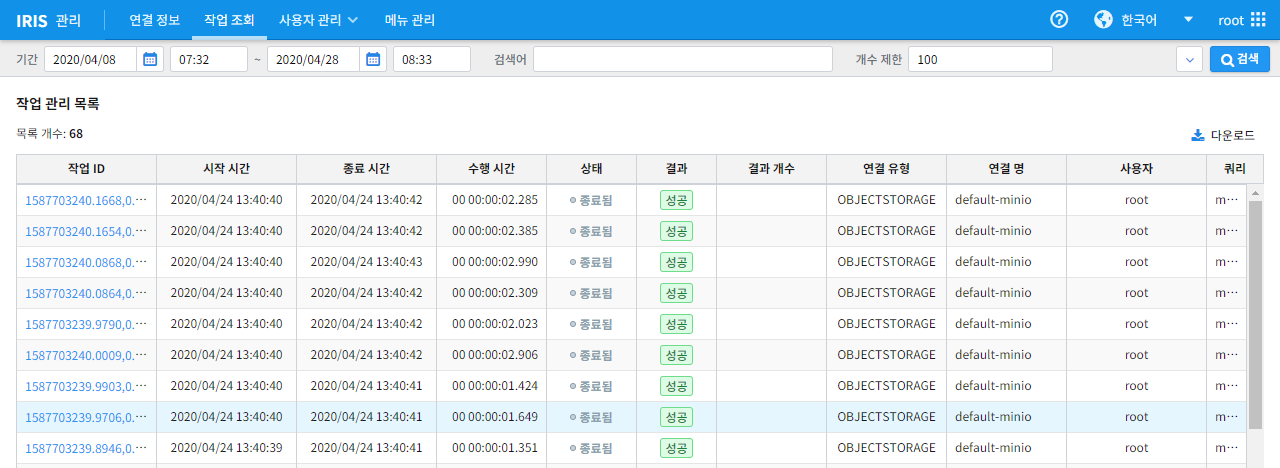 IRIS 관리 연결 정보 작업 조회 사용자 관리 메뉴 관리 한국어 root
기간 2020/04/08 07:32 ~ 2020/04/28 08:33 검색어 개수 제한 100 검색
작업 관리 목록
목록 개수: 68
다운로드
작업 ID 시작 시간 종료 시간 수행 시간 상태 결과 결과 개수 연결 유형 연결 명 사용자 쿼리
1587703240.1668,0.… 2020/04/24 13:40:40 2020/04/24 13:40:42 00 00:00:02.285 종료됨 성공 OBJECTSTORAGE default-minio root m…
1587703240.1654,0.… 2020/04/24 13:40:40 2020/04/24 13:40:42 00 00:00:02.385 종료됨 성공 OBJECTSTORAGE default-minio root m…
1587703240.0868,0.… 2020/04/24 13:40:40 2020/04/24 13:40:43 00 00:00:02.990 종료됨 성공 OBJECTSTORAGE default-minio root m…
1587703240.0864,0.… 2020/04/24 13:40:40 2020/04/24 13:40:42 00 00:00:02.309 종료됨 성공 OBJECTSTORAGE default-minio root m…
1587703239.9790,0.… 2020/04/24 13:40:40 2020/04/24 13:40:42 00 00:00:02.023 종료됨 성공 OBJECTSTORAGE default-minio root m…
1587703240.0009,0.… 2020/04/24 13:40:40 2020/04/24 13:40:42 00 00:00:02.906 종료됨 성공 OBJECTSTORAGE default-minio root m…
1587703239.9903,0.… 2020/04/24 13:40:40 2020/04/24 13:40:41 00 00:00:01.424 종료됨 성공 OBJECTSTORAGE default-minio root m…
1587703239.9706,0.… 2020/04/24 13:40:40 2020/04/24 13:40:41 00 00:00:01.649 종료됨 성공 OBJECTSTORAGE default-minio root m…
1587703239.8946,0.… 2020/04/24 13:40:39 2020/04/24 13:40:41 00 00:00:01.351 종료됨 성공 OBJECTSTORAGE default-minio root m…